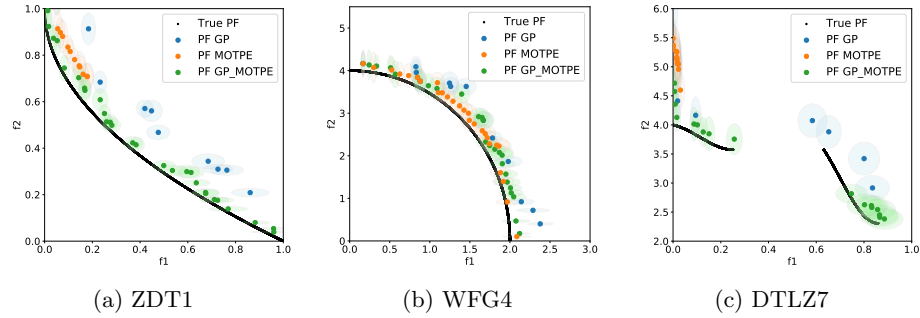 True PF
PF GP
PF MOTPE
PF GP_MOTPE
1.0
0.8
0.6
0.4
0.2
0.0
f2
0.0 0.2 0.4 0.6 0.8 1.0
f1
(a) ZDT1
True PF
PF GP
PF MOTPE
PF GP_MOTPE
5
4
3
2
1
0
f2
0.0 0.5 1.0 1.5 2.0 2.5 3.0
f1
(b) WFG4
True PF
PF GP
PF MOTPE
PF GP_MOTPE
6.0
5.5
5.0
4.5
4.0
3.5
3.0
2.5
2.0
f2
0.0 0.2 0.4 0.6 0.8 1.0
f1
(c) DTLZ7